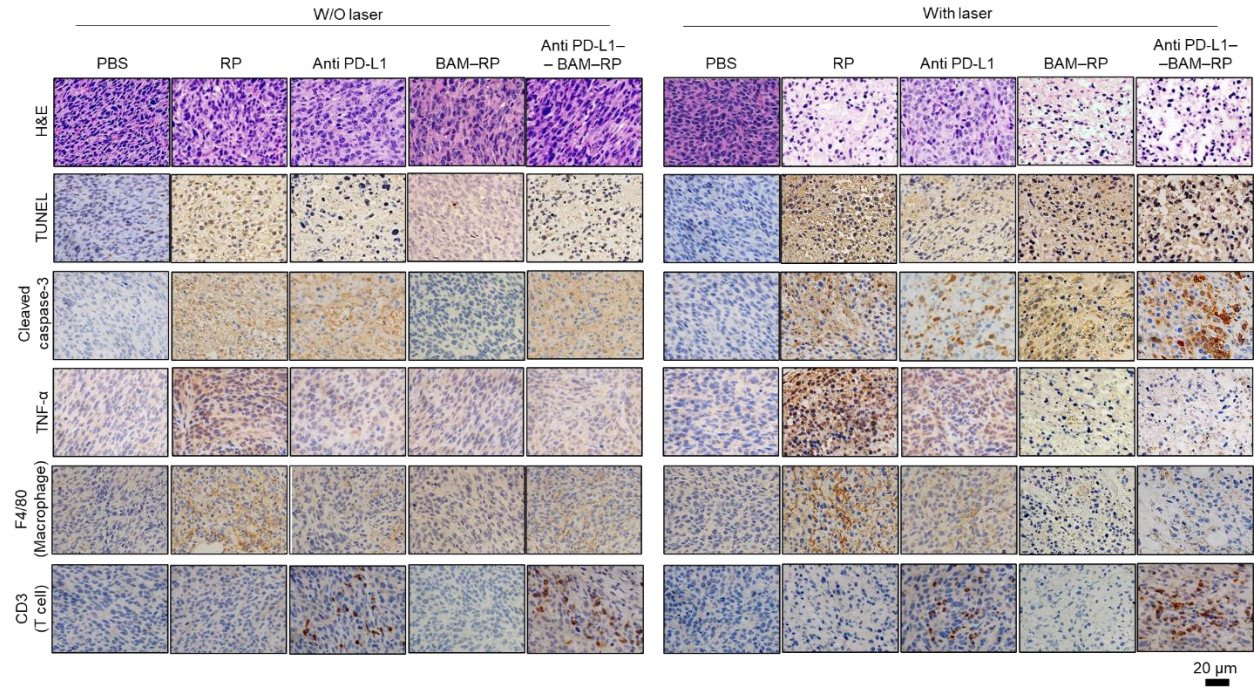 W/O laser
With laser
PBS
RP
Anti PD-L1
BAM–RP
Anti PD-L1–
– BAM–RP
PBS
RP
Anti PD-L1
BAM–RP
Anti PD-L1–
–BAM–RP
H&E
TUNEL
Cleaved
caspase-3
TNF-α
F4/80
(Macrophage)
CD3
(T cell)
20 µm